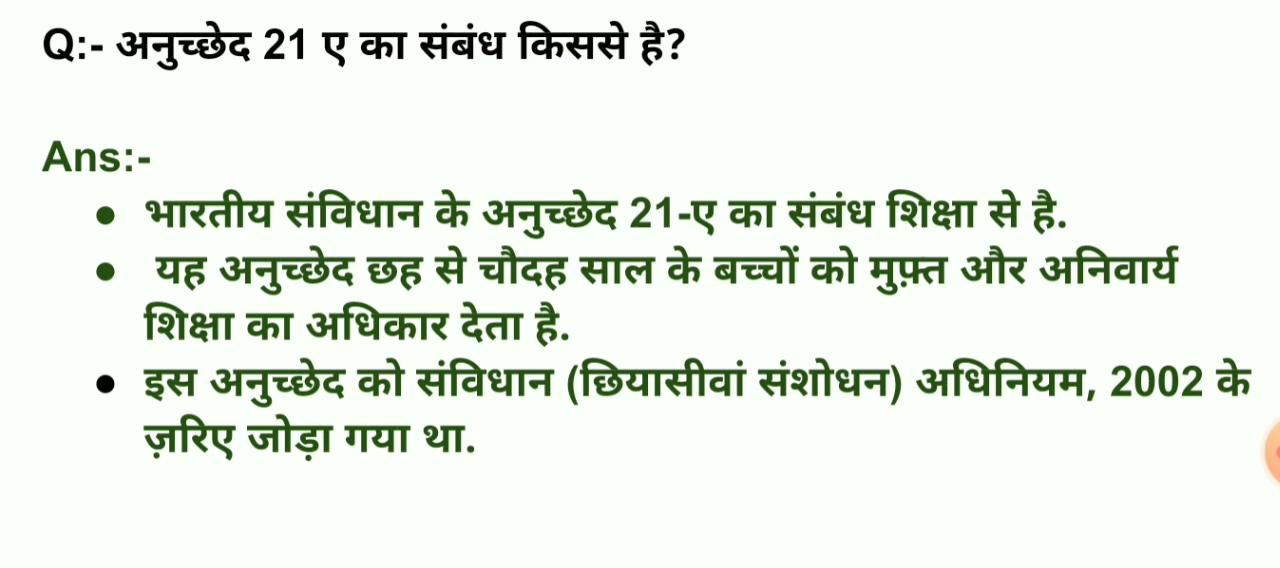 Q:- अनुच्छेद 21 ए का संबंध किससे है?
Ans:-
● भारतीय संविधान के अनुच्छेद 21-ए का संबंध शिक्षा से है.
● यह अनुच्छेद छह से चौदह साल के बच्चों को मुफ़्त और अनिवार्य
शिक्षा का अधिकार देता है.
● इस अनुच्छेद को संविधान (छियासीवां संशोधन) अधिनियम, 2002 के
ज़रिए जोड़ा गया था.